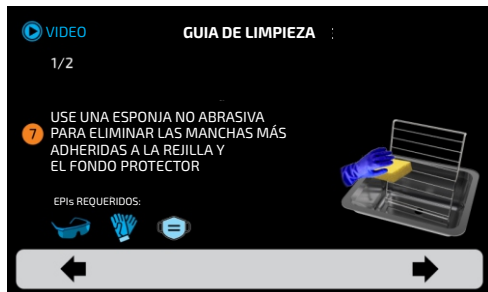 VIDEO
GUIA DE LIMPIEZA :
1/2
7
USE UNA ESPONJA NO ABRASIVA
PARA ELIMINAR LAS MANCHAS MÁS
ADHERIDAS A LA REJILLA Y
EL FONDO PROTECTOR
EPIs REQUERIDOS: